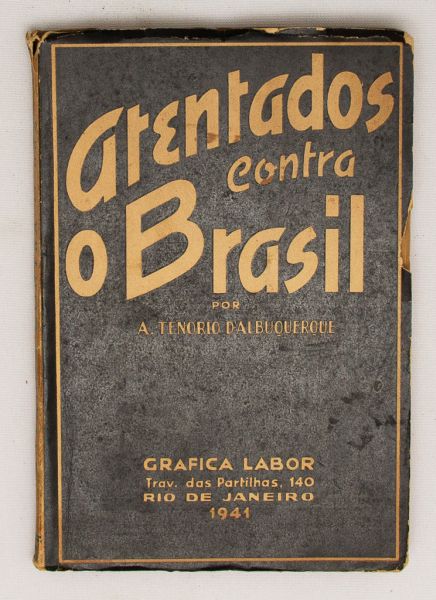 atentados
contra
o Brasil
POR
A. TENORIO D'ALBUQUERQUE
GRAFICA LABOR
Trav. das Partilhas, 140
RIO DE JANEIRO
1941